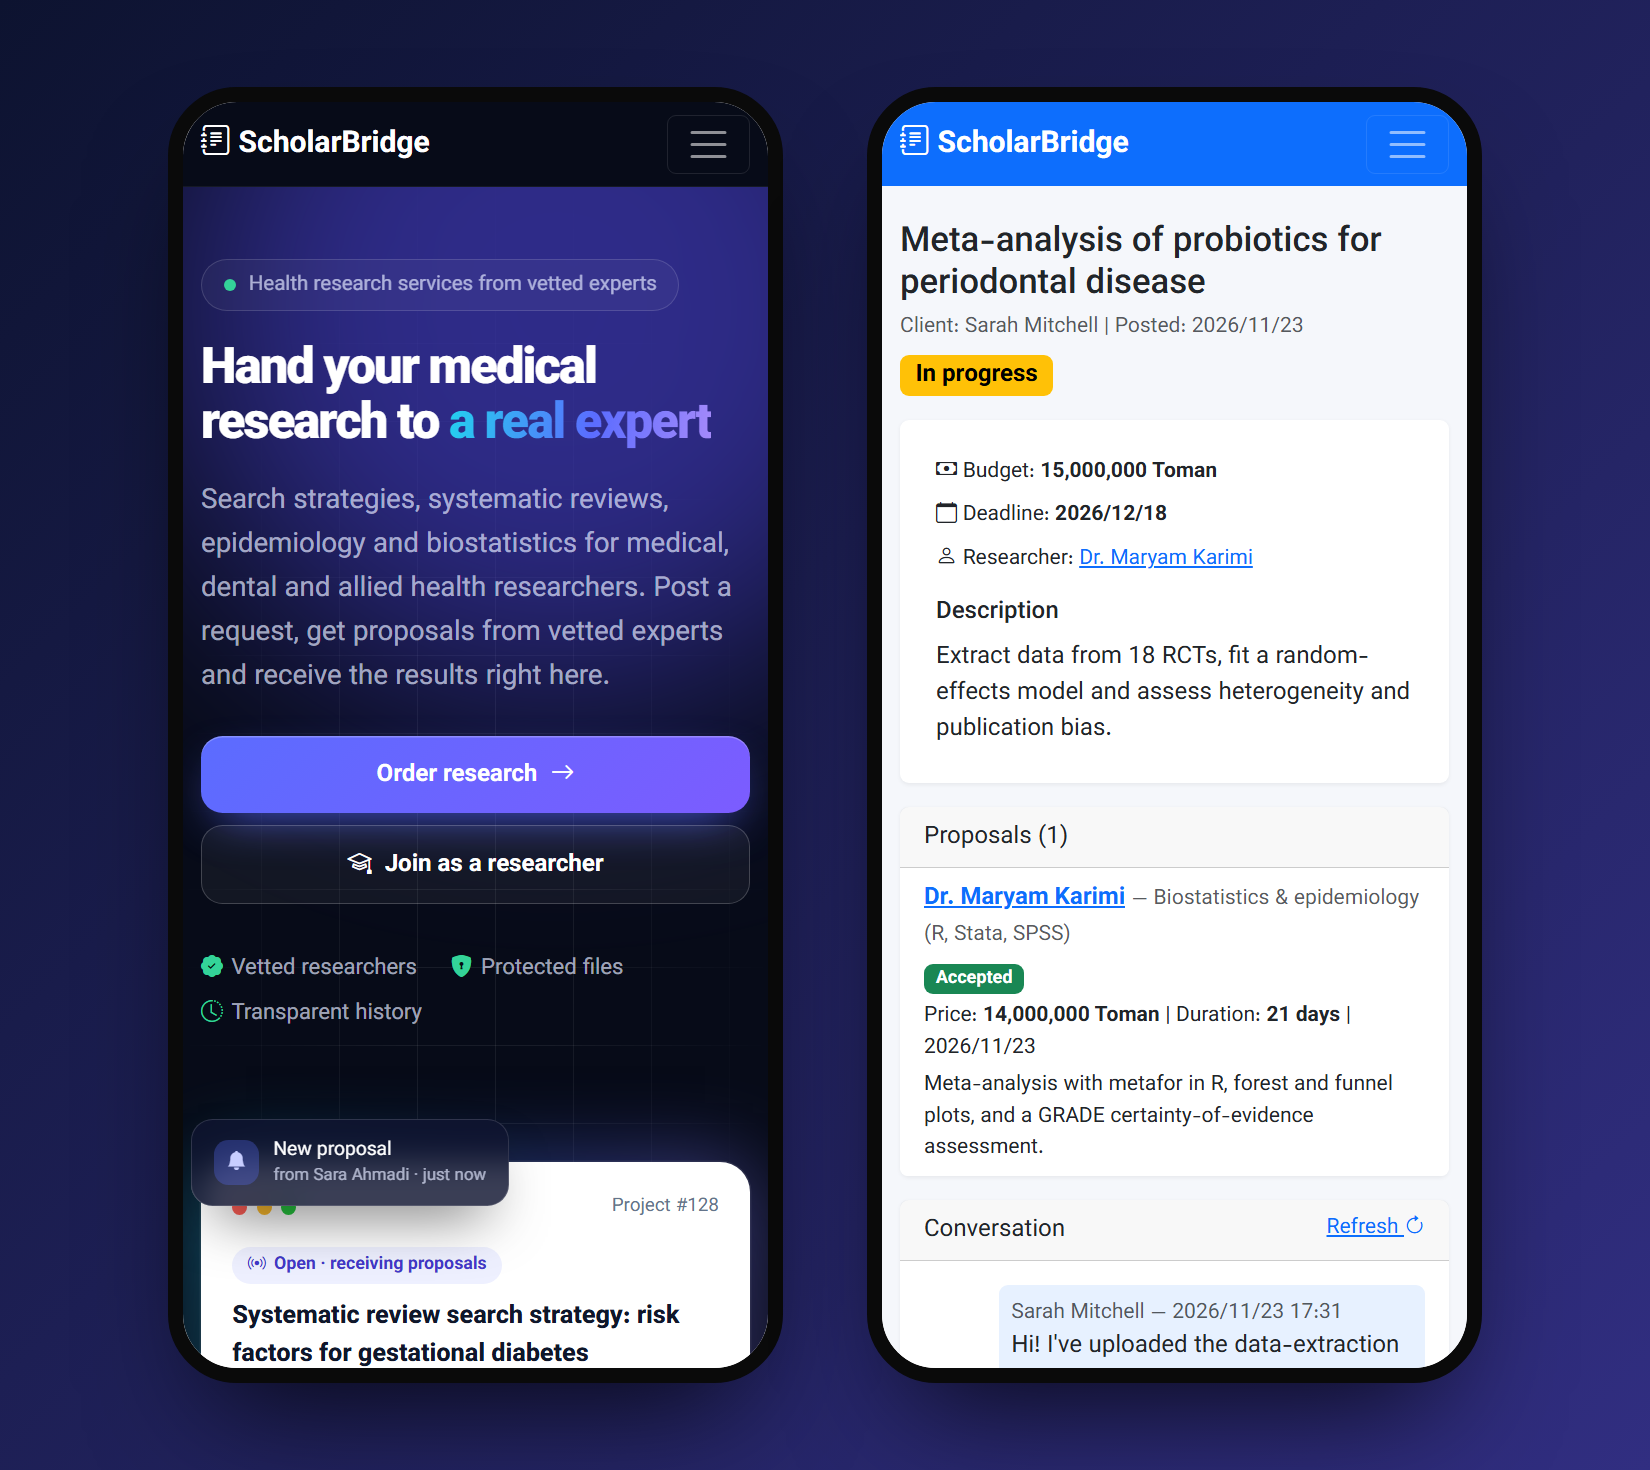 ScholarBridge
Health research services from vetted experts
Hand your medical
research to a real expert
Search strategies, systematic reviews,
epidemiology and biostatistics for medical,
dental and allied health researchers. Post a
request, get proposals from vetted experts
and receive the results right here.
Order research →
Join as a researcher
Vetted researchers Protected files
Transparent history
New proposal
from Sara Ahmadi · just now
Project #128
Open · receiving proposals
Systematic review search strategy: risk
factors for gestational diabetes
ScholarBridge
Meta-analysis of probiotics for
periodontal disease
Client: Sarah Mitchell | Posted: 2026/11/23
In progress
Budget: 15,000,000 Toman
Deadline: 2026/12/18
Researcher: Dr. Maryam Karimi
Description
Extract data from 18 RCTs, fit a random-
effects model and assess heterogeneity and
publication bias.
Proposals (1)
Dr. Maryam Karimi — Biostatistics & epidemiology
(R, Stata, SPSS)
Accepted
Price: 14,000,000 Toman | Duration: 21 days |
2026/11/23
Meta-analysis with metafor in R, forest and funnel
plots, and a GRADE certainty-of-evidence
assessment.
Conversation
Refresh
Sarah Mitchell — 2026/11/23 17:31
Hi! I've uploaded the data-extraction